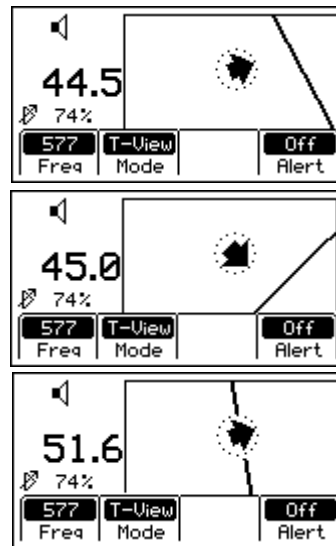 44.5
74%
577 T-View Off
Freq Mode Alert
45.0
74%
577 T-View Off
Freq Mode Alert
51.6
74%
577 T-View Off
Freq Mode Alert